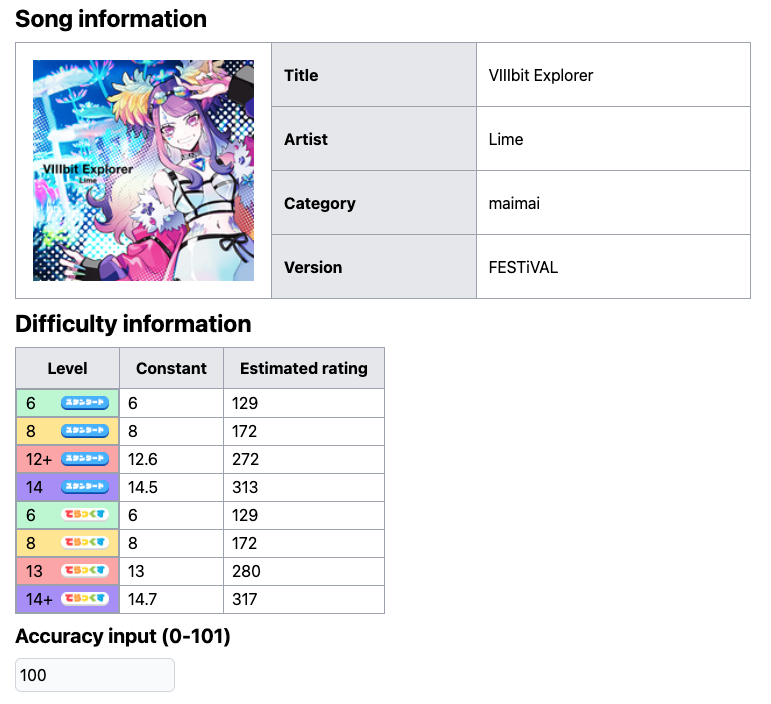 Song information
VIIIbit Explorer
Lime
Title VIIIbit Explorer
Artist Lime
Category maimai
Version FESTiVAL
Difficulty information
Level Constant Estimated rating
6 スタンダード 6 129
8 スタンダード 8 172
12+ スタンダード 12.6 272
14 スタンダード 14.5 313
6 でらっくす 6 129
8 でらっくす 8 172
13 でらっくす 13 280
14+ でらっくす 14.7 317
Accuracy input (0-101)
100